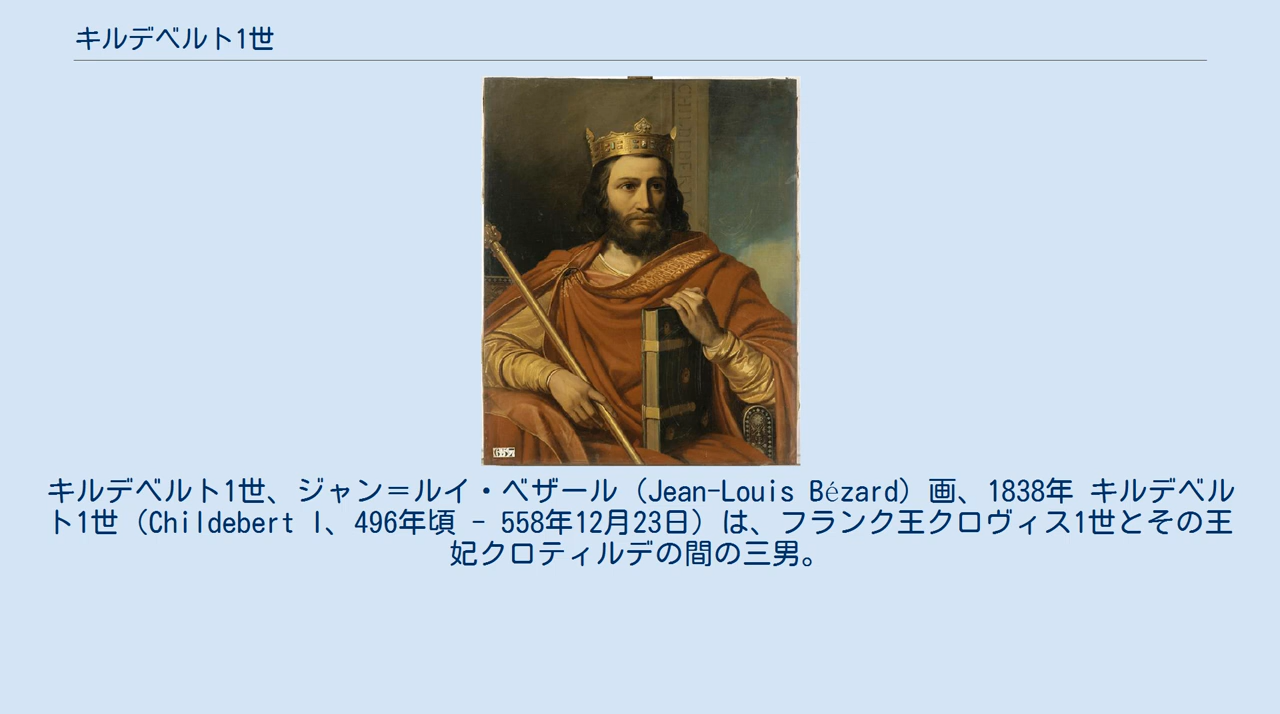 キルデベルト1世
CHILDEBERT
キルデベルト1世、ジャン＝ルイ・ベザール（Jean-Louis Bézard）画、1838年 キルデベル
ト1世（Childebert I、496年頃 - 558年12月23日）は、フランク王クロヴィス1世とその王
妃クロティルデの間の三男。